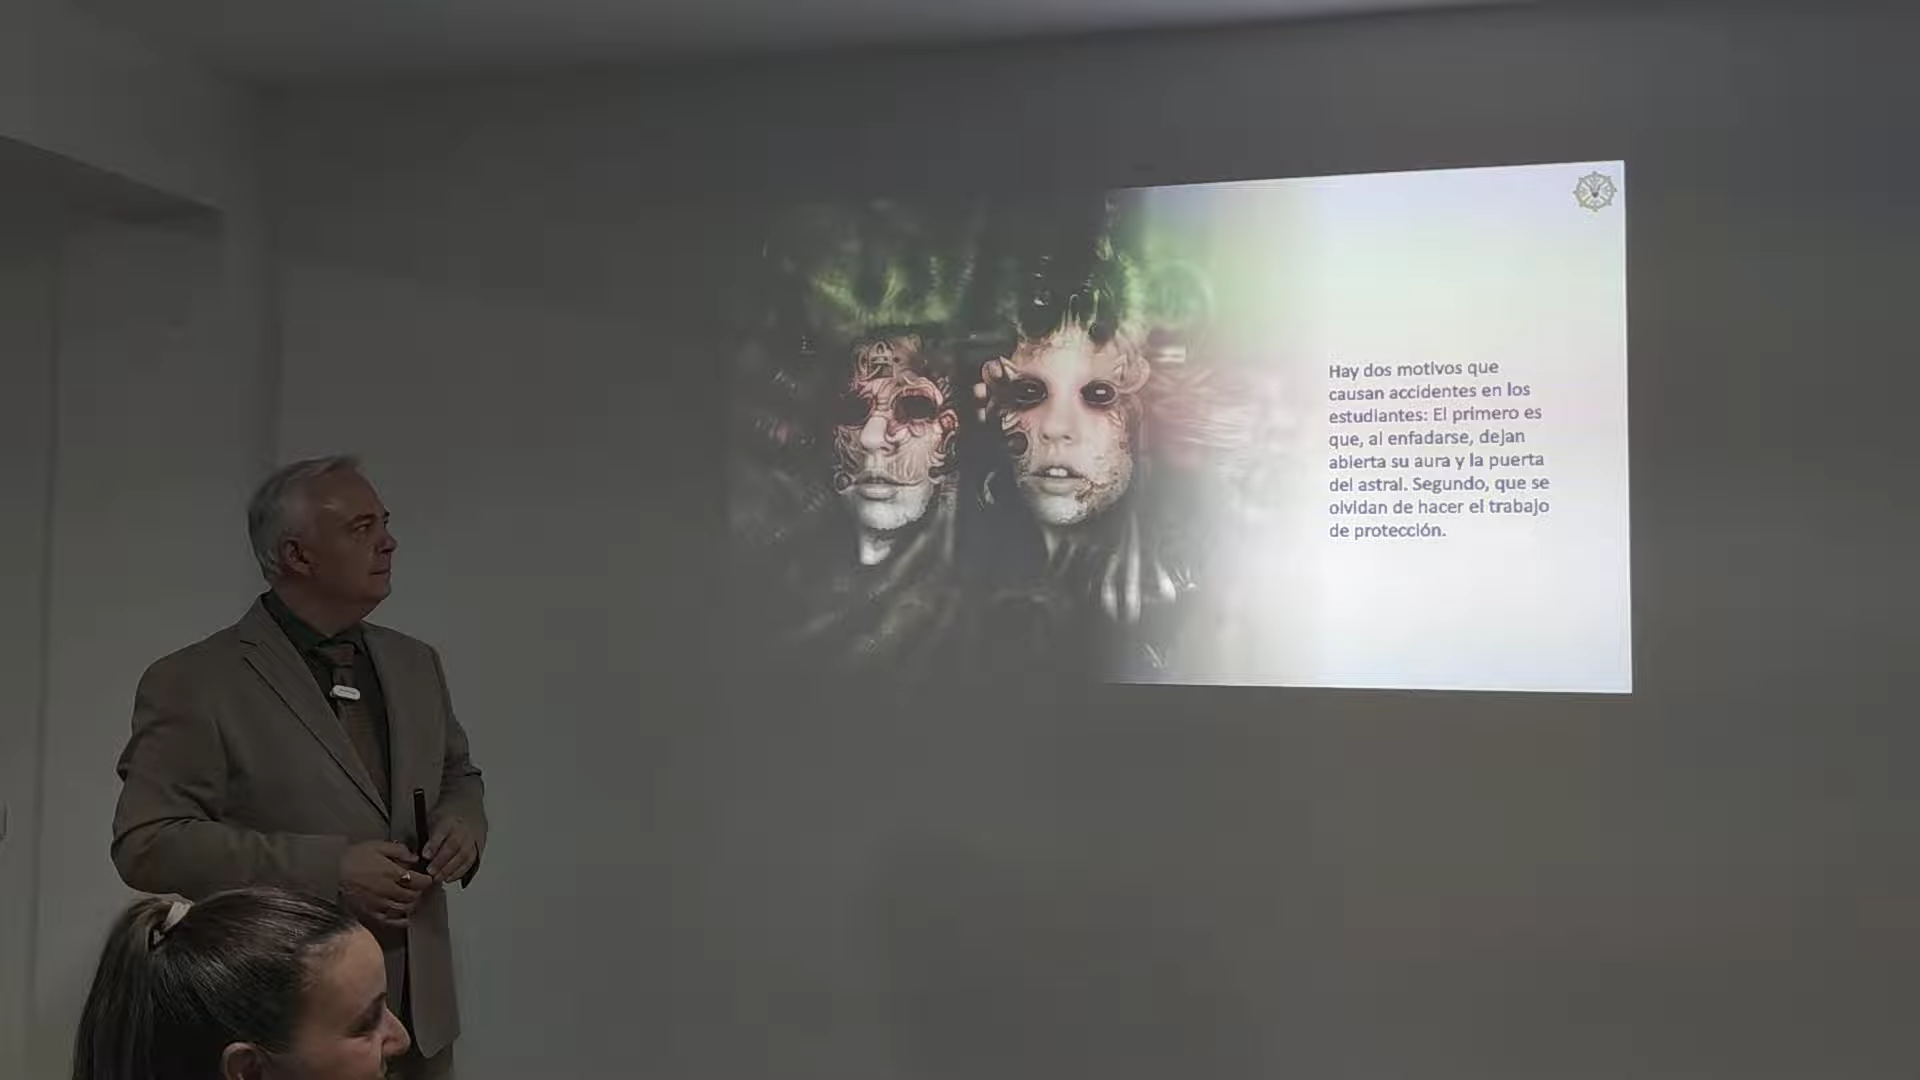 Hay dos motivos que
causan accidentes en los
estudiantes: El primero es
que, al enfadarse, dejan
abierta su aura y la puerta
del astral. Segundo, que se
olvidan de hacer el trabajo
de protección.